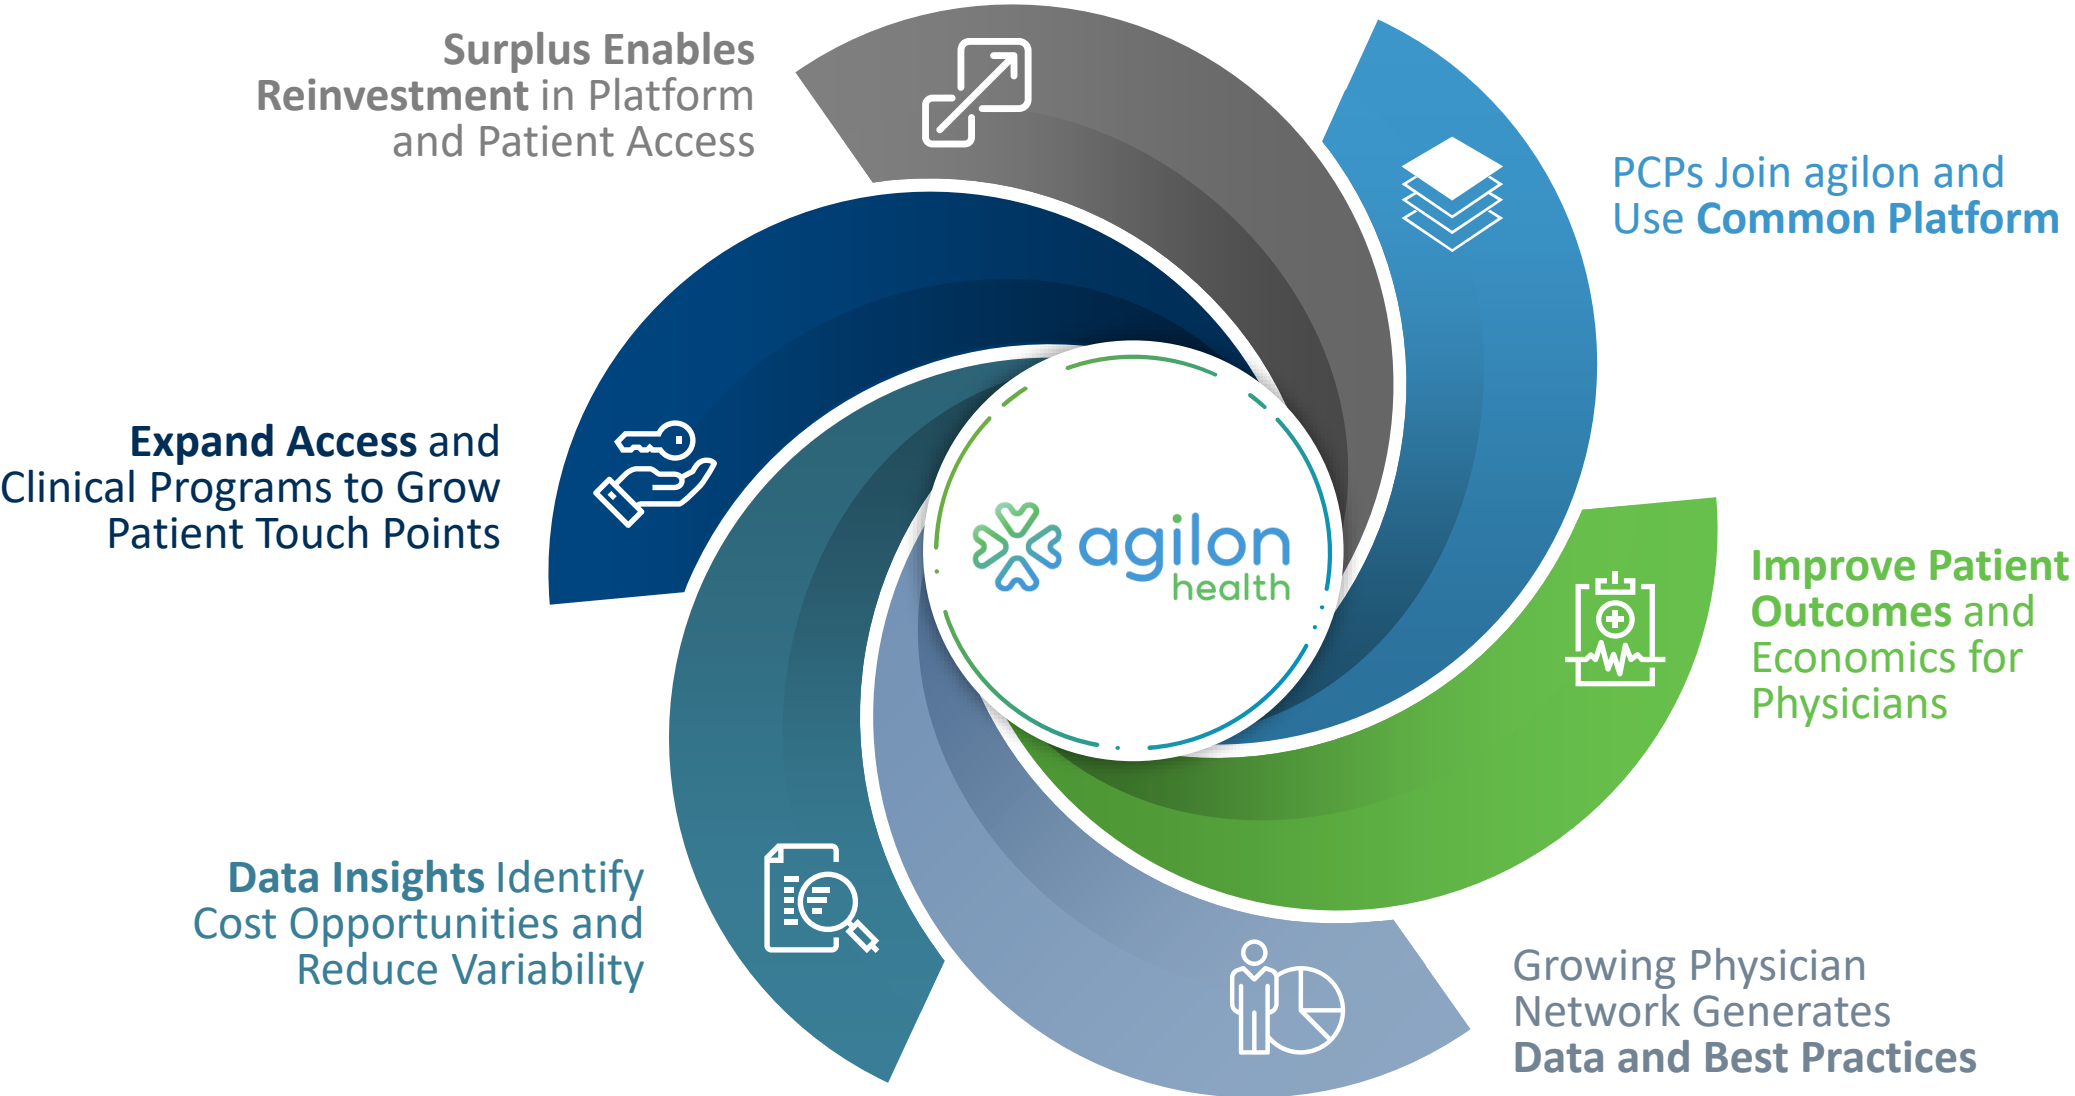 Surplus Enables
Reinvestment in Platform
and Patient Access
PCPs Join agilon and
Use Common Platform
Improve Patient
Outcomes and
Economics for
Physicians
Growing Physician
Network Generates
Data and Best Practices
Data Insights Identify
Cost Opportunities and
Reduce Variability
Expand Access and
Clinical Programs to Grow
Patient Touch Points
agilon
health